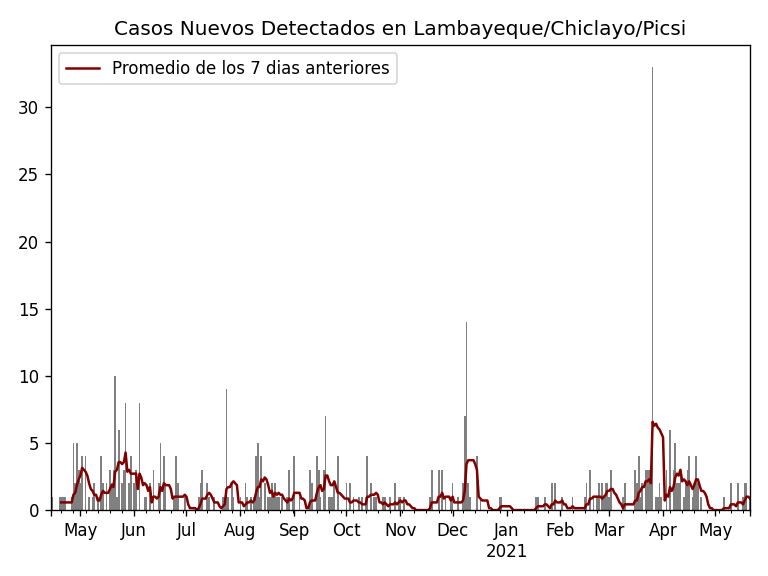 Casos Nuevos Detectados en Lambayeque/Chiclayo/Picsi
Promedio de los 7 dias anteriores
30
25
20
15
10
5
0
May Jun Jul Aug Sep Oct Nov Dec Jan Feb Mar Apr May
2021